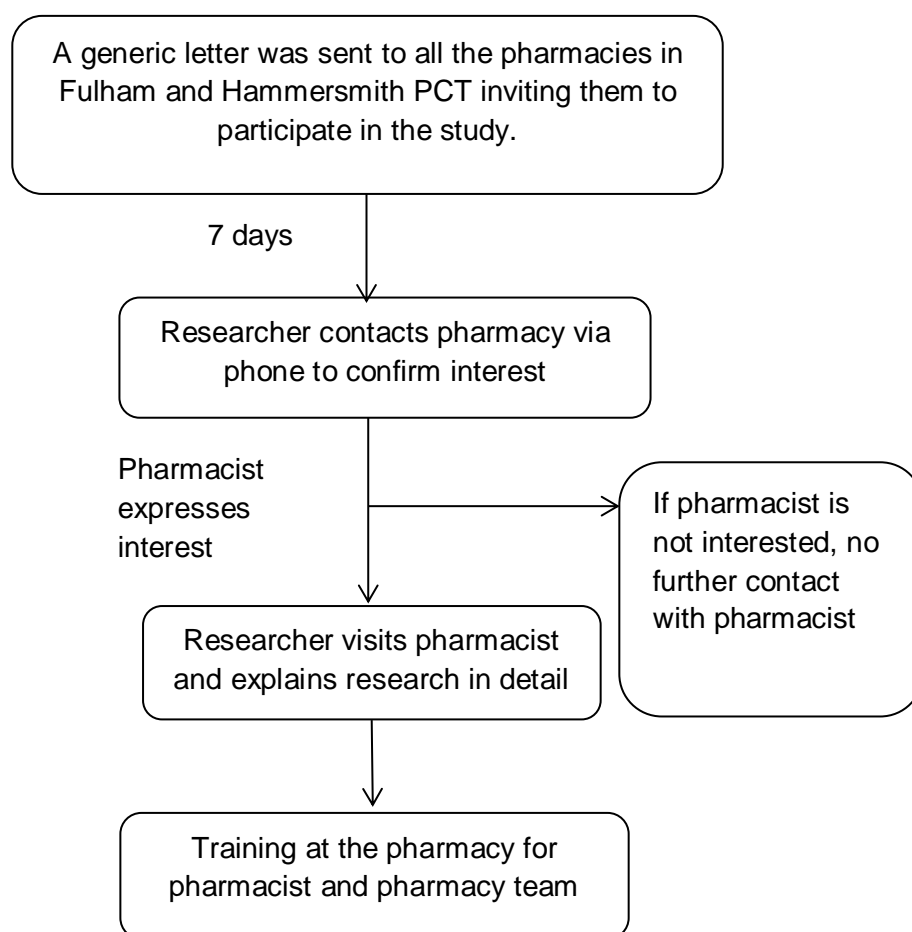 A generic letter was sent to all the pharmacies in
Fulham and Hammersmith PCT inviting them to
participate in the study.
7 days
Researcher contacts pharmacy via
phone to confirm interest
Pharmacist
expresses
interest
If pharmacist is
not interested, no
further contact
with pharmacist
Researcher visits pharmacist
and explains research in detail
Training at the pharmacy for
pharmacist and pharmacy team